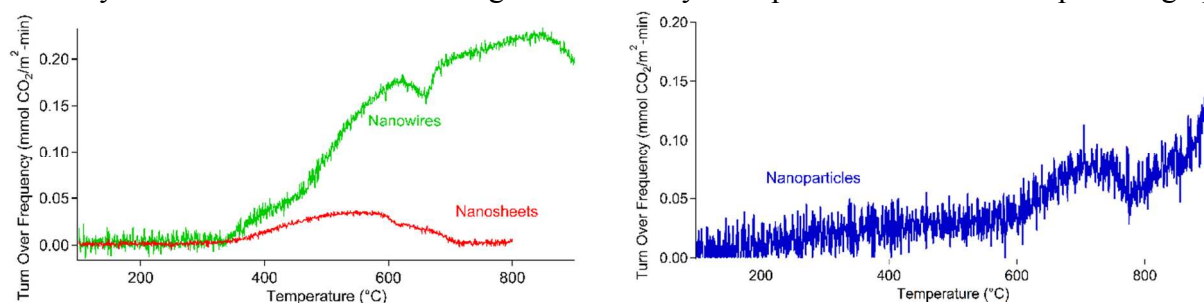 Turn Over Frequency (mmol CO₂/m²-min)
0.20
0.15
0.10
0.05
0.00
Nanowires
Nanosheets
200
400
600
800
Temperature (°C)
Turn Over Frequency (mmol CO₂/m²-min)
0.20
0.15
0.10
0.05
0.00
Nanoparticles
200
400
600
800
Temperature (°C)